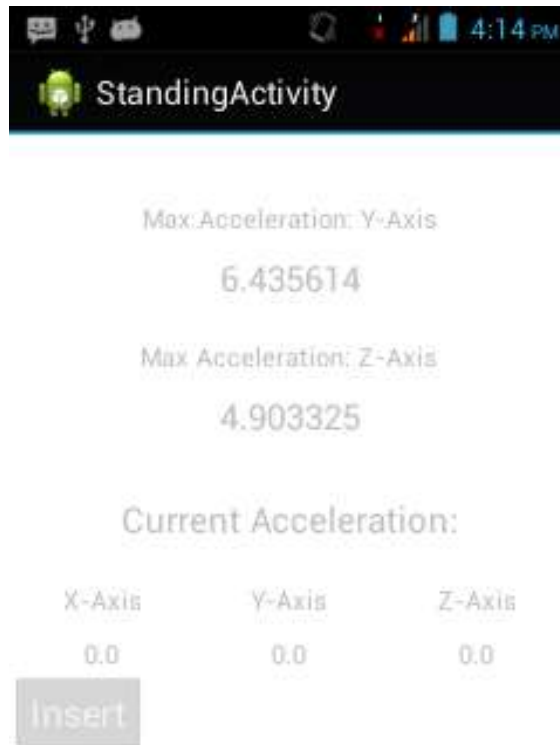 4:14 PM
StandingActivity
Max Acceleration: Y-Axis
6.435614
Max Acceleration: Z-Axis
4.903325
Current Acceleration:
X-Axis Y-Axis Z-Axis
0.0 0.0 0.0
Insert